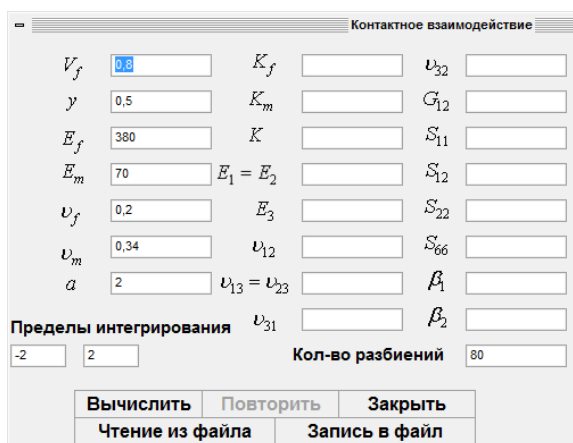 Контактное взаимодействие
V_f 0,8 K_f υ_32
y 0,5 K_m G_12
E_f 380 K S_11
E_m 70 E_1 = E_2 S_12
υ_f 0,2 E_3 S_22
υ_m 0,34 υ_12 S_66
a 2 υ_13 = υ_23 β_1
Пределы интегрирования υ_31 β_2
-2 2 Кол-во разбиений 80
Вычислить Повторить Закрыть
Чтение из файла Запись в файл